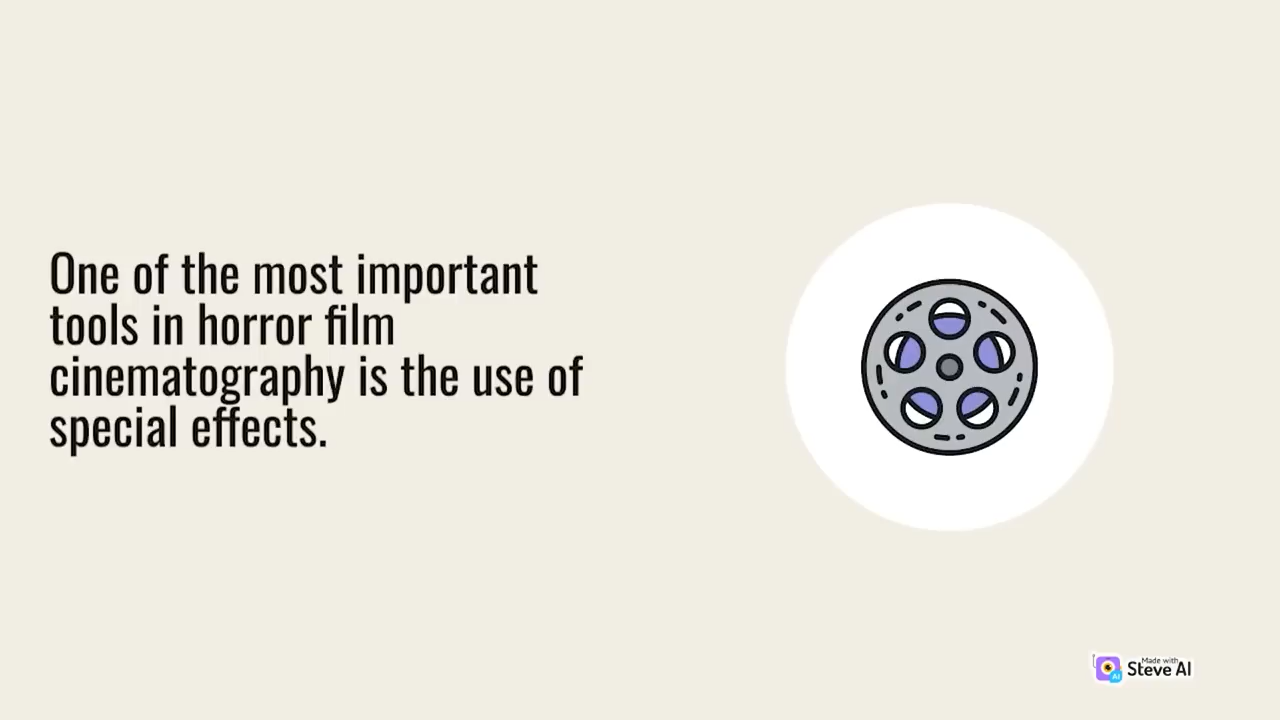 One of the most important
tools in horror film
cinematography is the use of
special effects.
Made with
Steve AI
AI